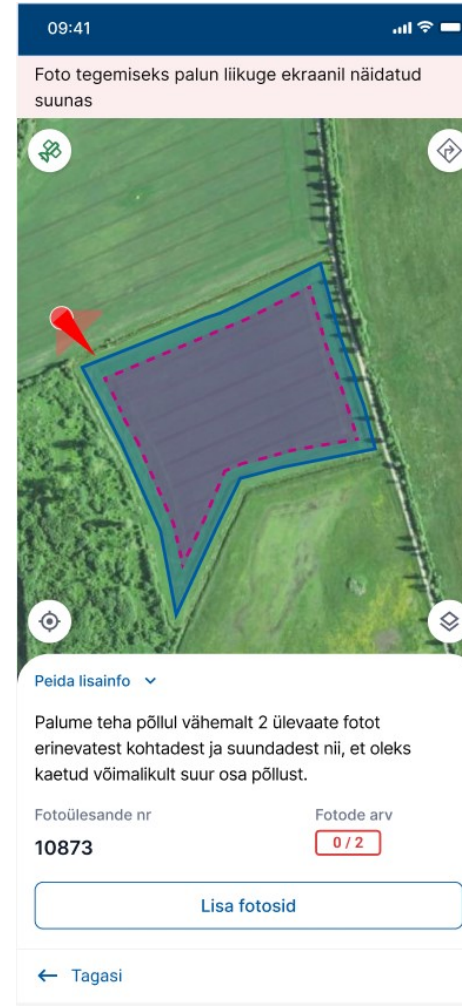 09:41
Foto tegemiseks palun liikuge ekraanil näidatud
suunas
Peida lisainfo
Palume teha põllul vähemalt 2 ülevaate fotot
erinevatest kohtadest ja suundadest nii, et oleks
kaetud võimalikult suur osa põllust.
Fotoülesande nr
Fotode arv
10873
0 / 2
Lisa fotosid
Tagasi